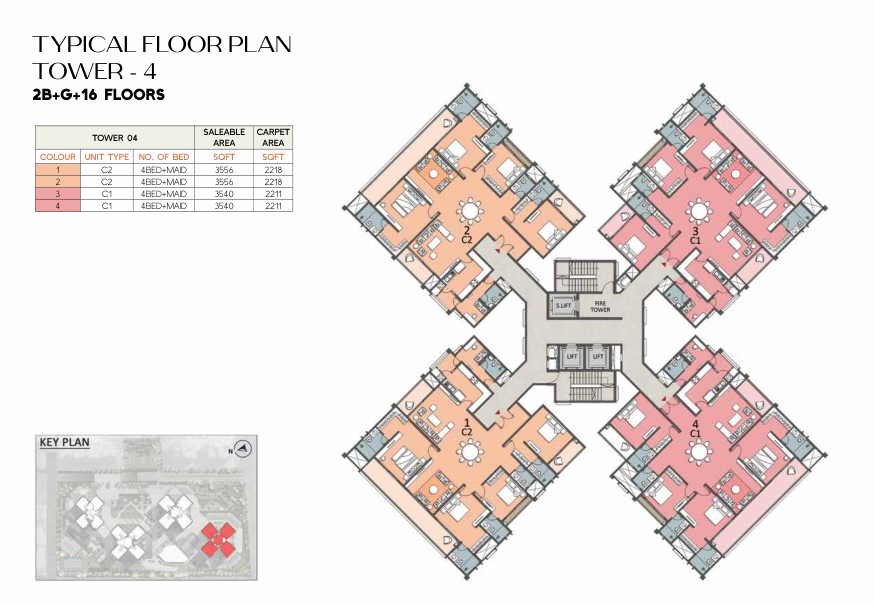 TYPICAL FLOOR PLAN
TOWER - 4
2B+G+16 FLOORS
TOWER 04 SALEABLE AREA CARPET AREA
COLOUR UNIT TYPE NO. OF BED SQFT SQFT
1 C2 4BED+MAID 3556 2218
2 C2 4BED+MAID 3556 2218
3 C1 4BED+MAID 3540 2211
4 C1 4BED+MAID 3540 2211
2
C2
3
C1
S.LIFT
FIRE
TOWER
LIFT LIFT
1
C2
4
C1
KEY PLAN
N